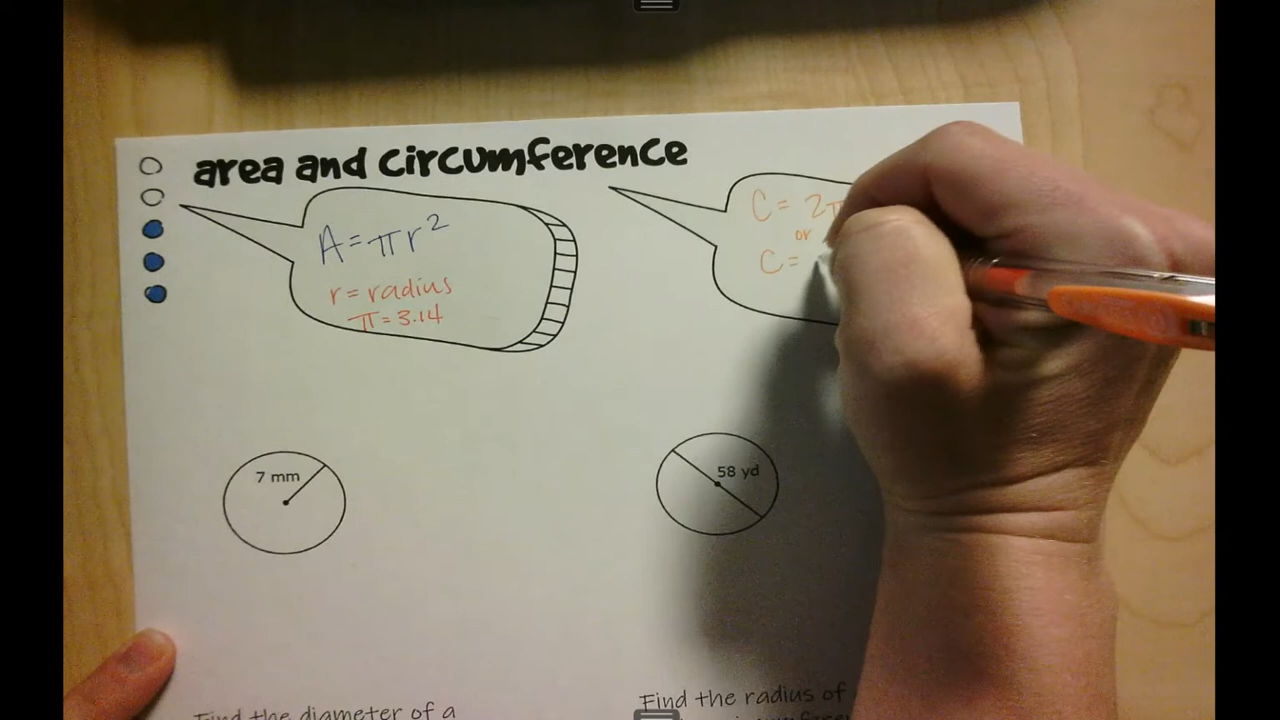 area and circumference
A = πr²
r = radius
π = 3.14
C = 2π
or
C =
7 mm
58 yd
Find the diameter of a
Find the radius of